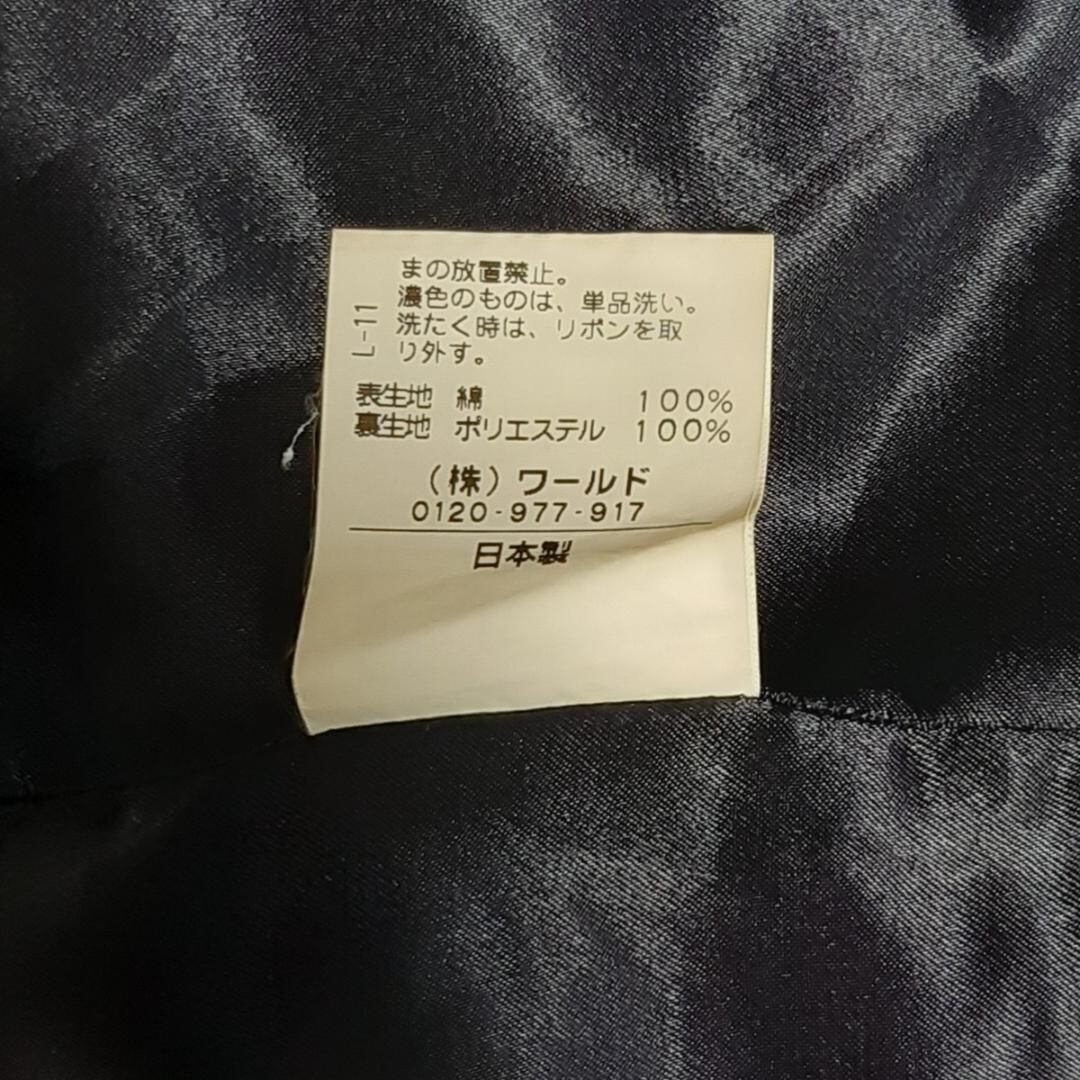 まの放置禁止。
濃色のものは、単品洗い。
洗たく時は、リボンを取
り外す。
L-11
表生地 綿 100%
裏生地 ポリエステル 100%
(株)ワールド
0120-977-917
日本製